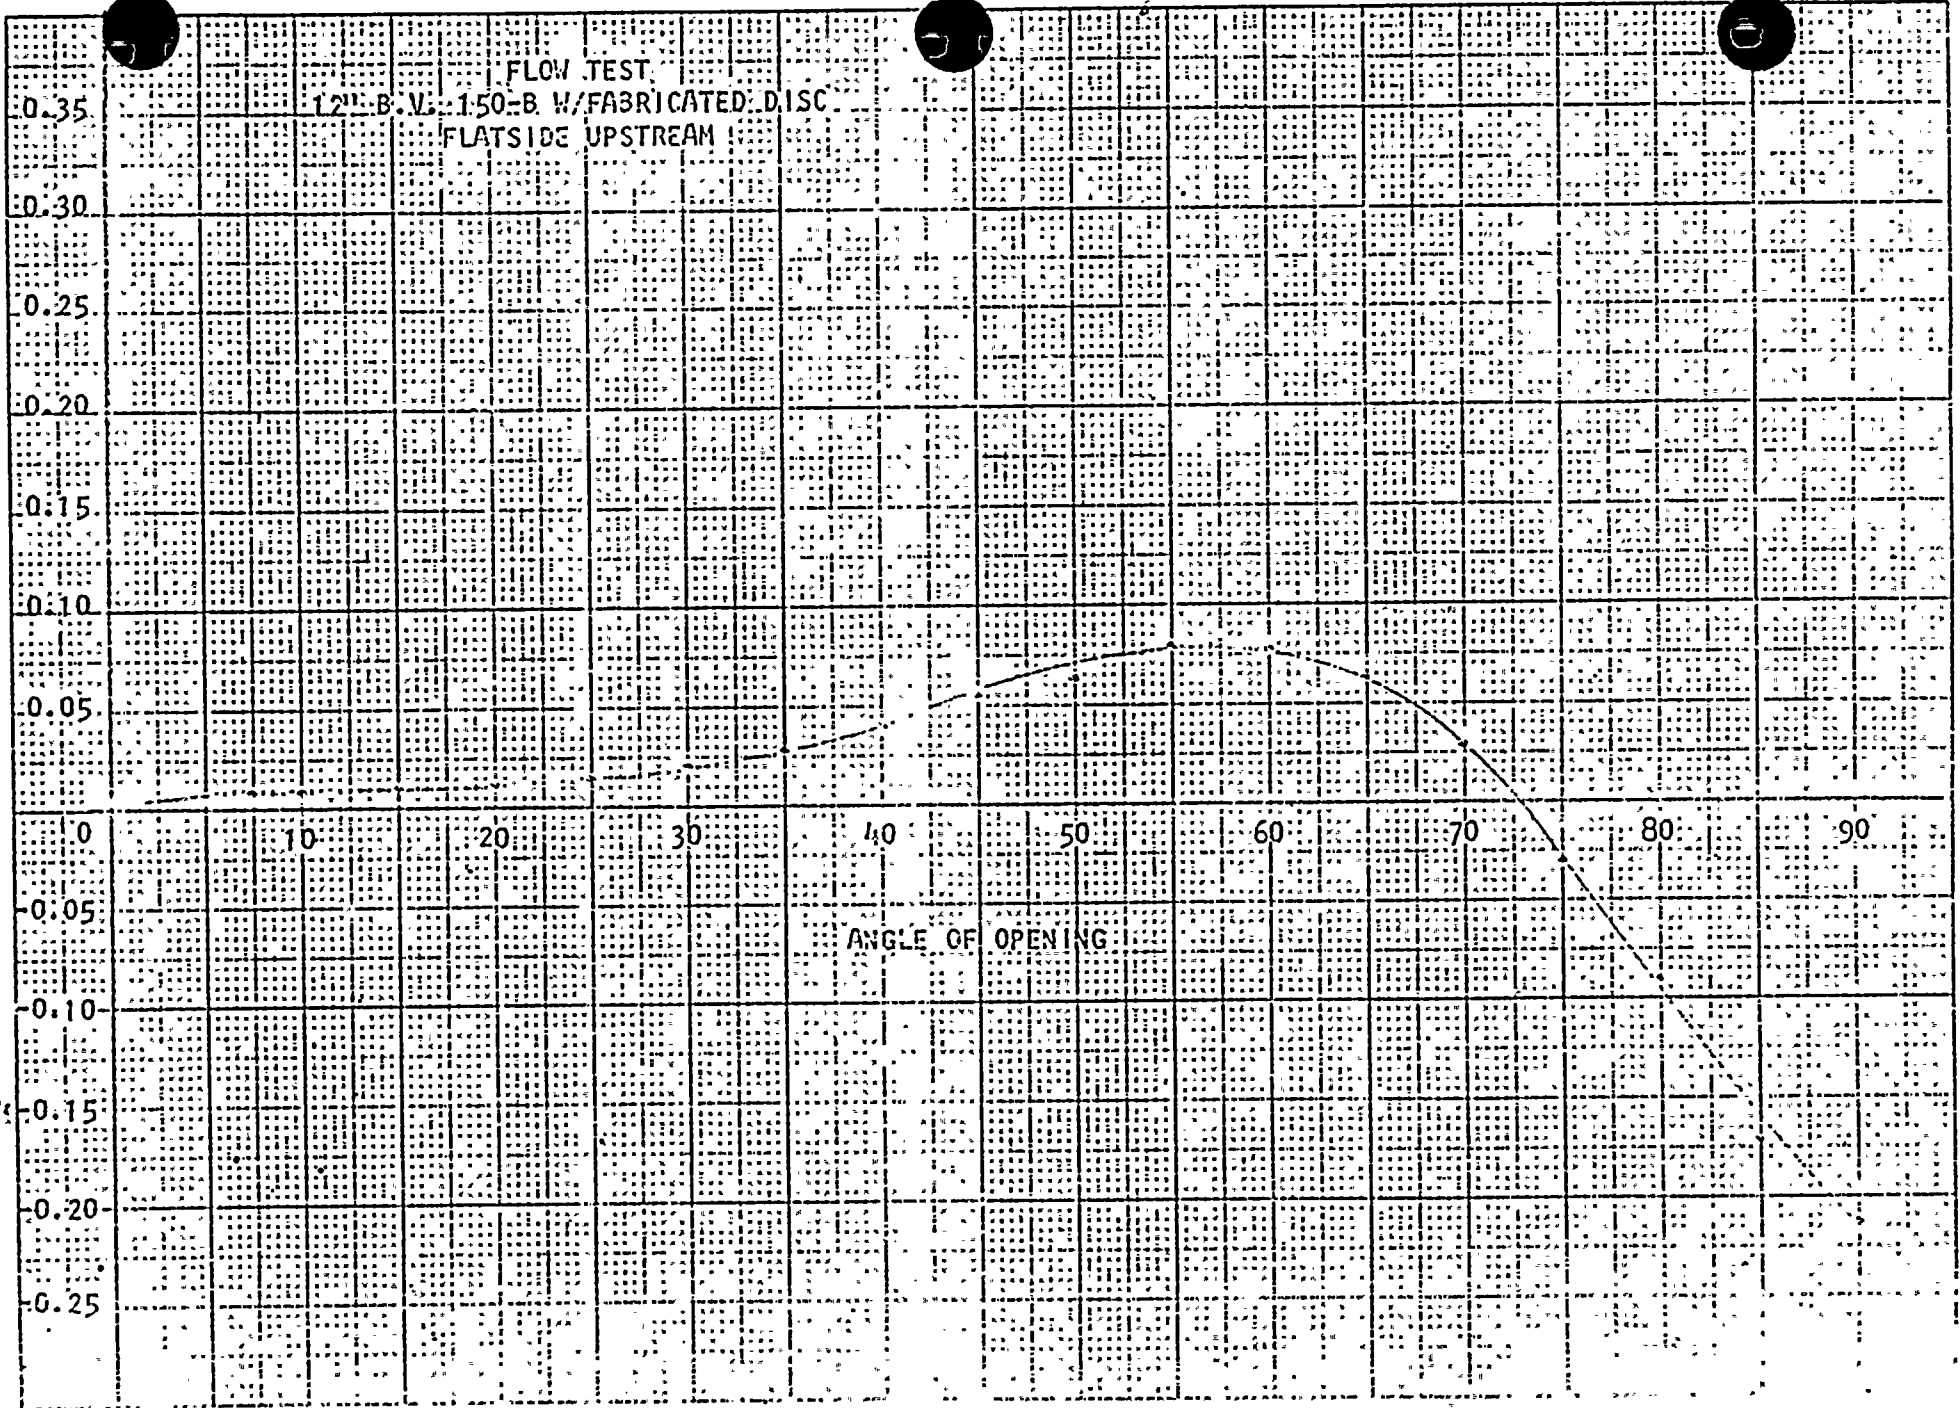 FLOW TEST
12" B.V. 150-B W/FABRICATED DISC
FLATSIDE UPSTREAM
0.35
0.30
0.25
0.20
0.15
0.10
0.05
0 10 20 30 40 50 60 70 80 90
-0.05
ANGLE OF OPENING
-0.10
-0.15
-0.20
-0.25